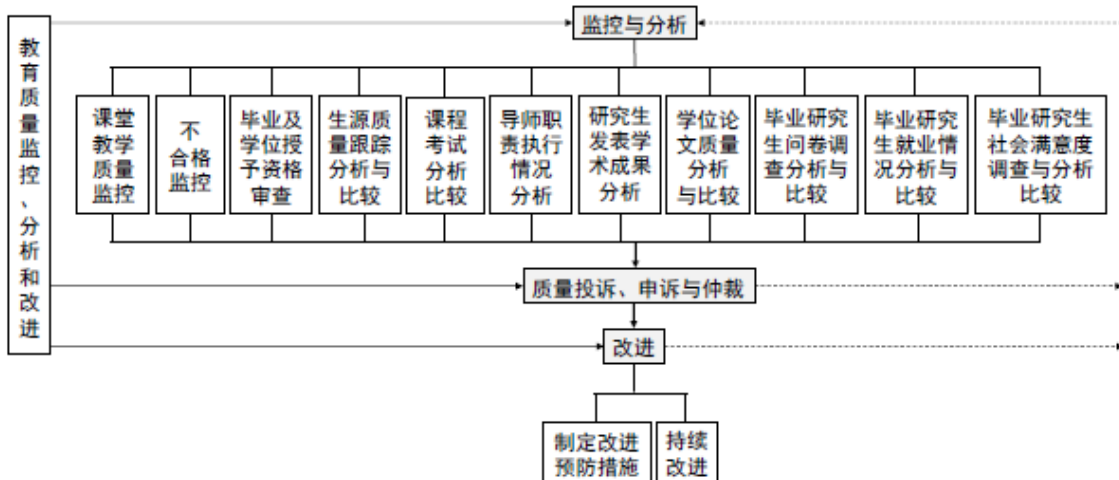 监控与分析
教育质量监控、分析和改进
课堂
教学
质量
监控
不
合格
监控
毕业及
学位授
予资格
审查
生源质
量跟踪
分析与
比较
课程
考试
分析
比较
导师职
责执行
情况
分析
研究生
发表学
术成果
分析
学位论
文质量
分析
与比较
毕业研究
生问卷调
查分析与
比较
毕业研究
生就业情
况分析与
比较
毕业研究生
社会满意度
调查与分析
比较
质量投诉、申诉与仲裁
改进
制定改进
预防措施
持续
改进